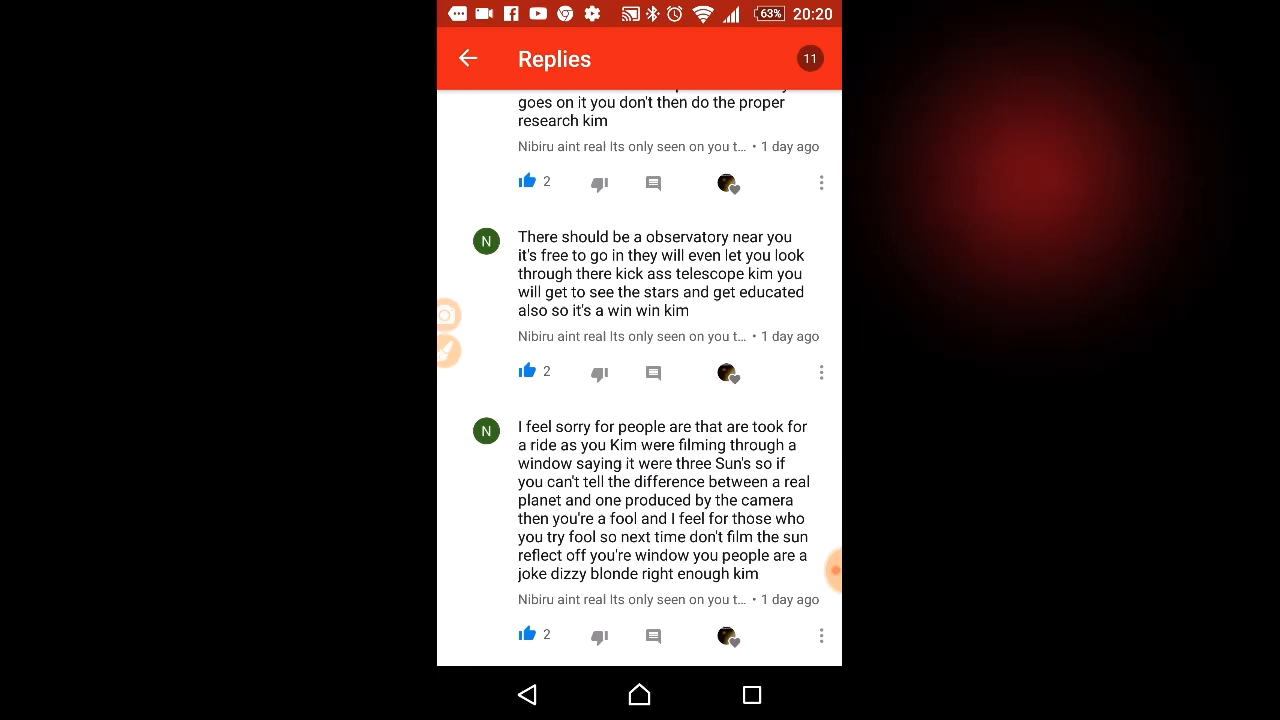 63% 20:20
Replies
11
goes on it you don't then do the proper
research kim
Nibiru aint real Its only seen on you t... • 1 day ago
2
N
There should be a observatory near you
it's free to go in they will even let you look
through there kick ass telescope kim you
will get to see the stars and get educated
also so it's a win win kim
Nibiru aint real Its only seen on you t... • 1 day ago
2
N
I feel sorry for people are that are took for
a ride as you Kim were filming through a
window saying it were three Sun's so if
you can't tell the difference between a real
planet and one produced by the camera
then you're a fool and I feel for those who
you try fool so next time don't film the sun
reflect off you're window you people are a
joke dizzy blonde right enough kim
Nibiru aint real Its only seen on you t... • 1 day ago
2